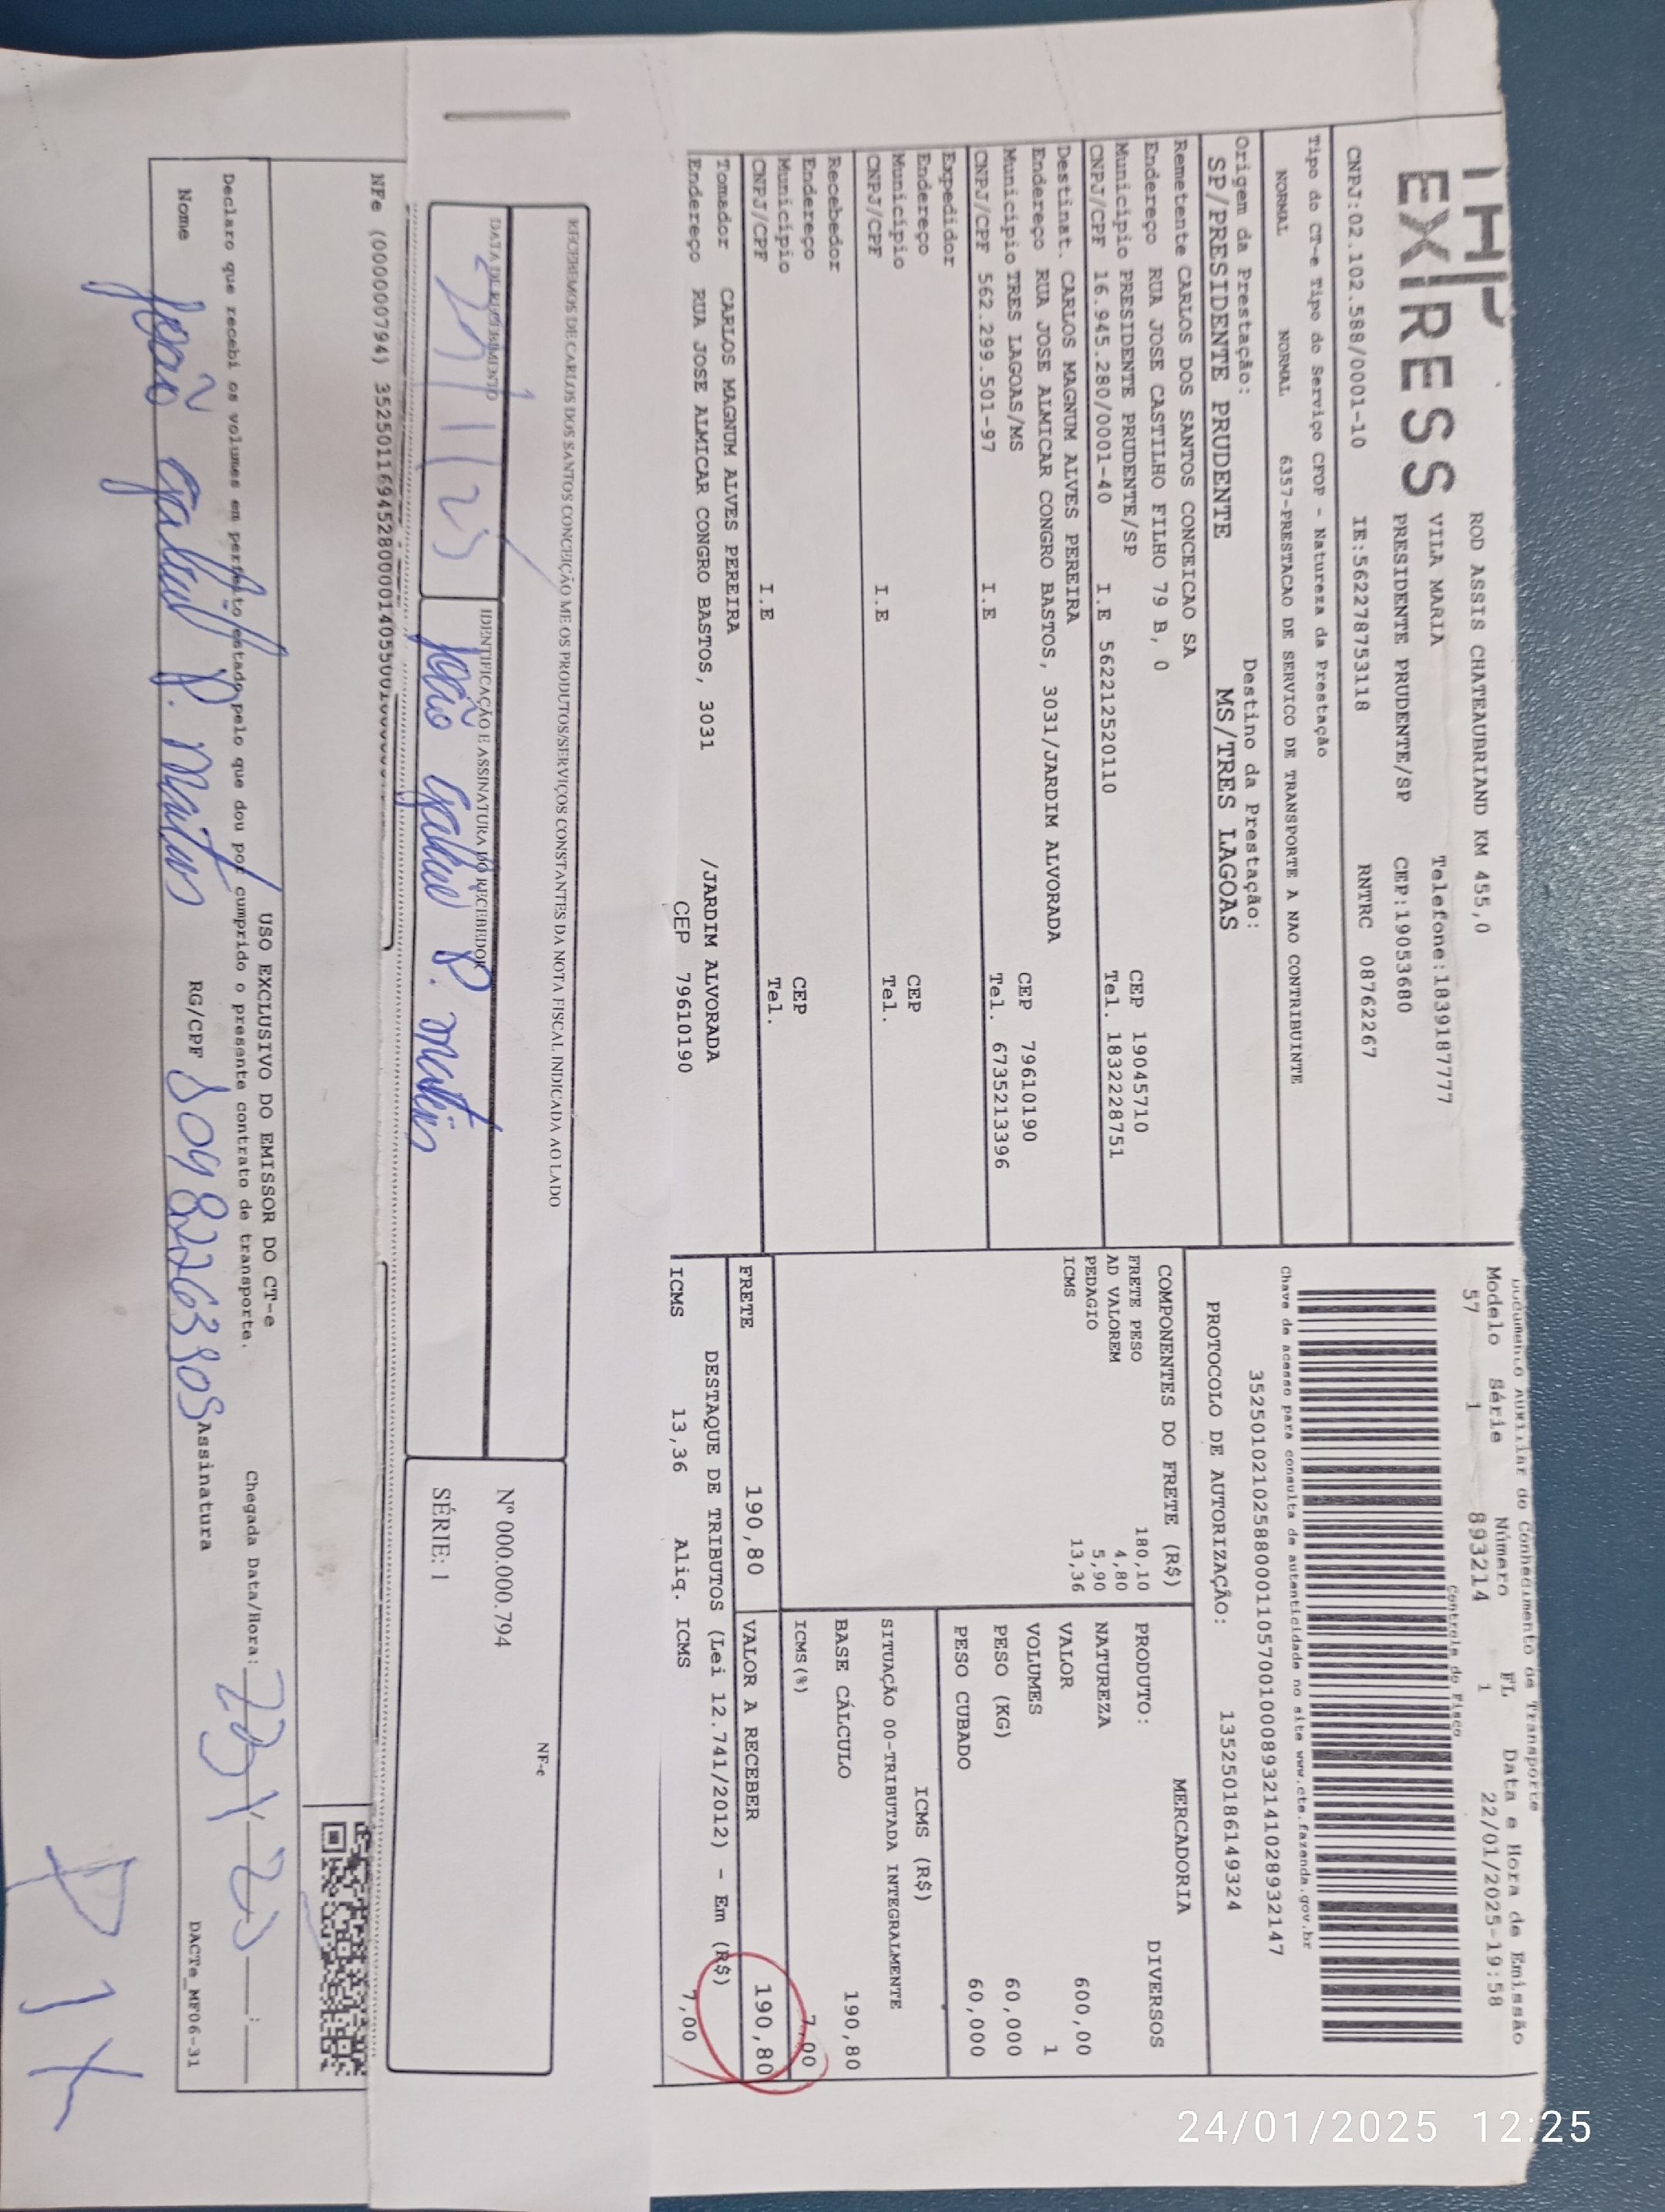 THP
EXPRESS
ROD ASSIS CHATEAUBRIAND KM 455,0
VILA MARIA Telefone:1839187777
PRESIDENTE PRUDENTE/SP CEP:19053680
CNPJ:02.102.588/0001-10 IE:562278753118 RNTRC 08762267
Documento Auxiliar do Conhecimento de Transporte
Modelo Série Número FL Data e Hora de Emissão
57 1 893214 1 22/01/2025-19:58
Controle do Fisco
Tipo do CT-e Tipo do Serviço CFOP - Natureza da Prestação
NORMAL NORMAL 6357-PRESTACAO DE SERVICO DE TRANSPORTE A NAO CONTRIBUINTE
Chave de acesso para consulta de autenticidade no site www.cte.fazenda.gov.br
35250102102588000110570010008932141028932147
Origem da Prestação: Destino da Prestação:
SP/PRESIDENTE PRUDENTE MS/TRES LAGOAS
PROTOCOLO DE AUTORIZAÇÃO: 135250186149324
Remetente CARLOS DOS SANTOS CONCEICAO SA
Endereço RUA JOSE CASTILHO FILHO 79 B, 0 CEP 19045710
Município PRESIDENTE PRUDENTE/SP Tel. 1832228751
CNPJ/CPF 16.945.280/0001-40 I.E 562212520110
Destinat. CARLOS MAGNUM ALVES PEREIRA
Endereço RUA JOSE ALMICAR CONGRO BASTOS, 3031/JARDIM ALVORADA
Município TRES LAGOAS/MS CEP 79610190
CNPJ/CPF 562.299.501-97 I.E Tel. 67352133​96
Expedidor
Endereço
Município CEP
CNPJ/CPF I.E Tel.
Recebedor
Endereço
Município CEP
CNPJ/CPF I.E Tel.
Tomador CARLOS MAGNUM ALVES PEREIRA
Endereço RUA JOSE ALMICAR CONGRO BASTOS, 3031 /JARDIM ALVORADA
CEP 79610190
COMPONENTES DO FRETE (R$)
FRETE PESO 180,10
AD VALOREM 4,80
PEDAGIO 5,90
ICMS 13,36
MERCADORIA
PRODUTO: DIVERSOS
NATUREZA
VALOR 600,00
VOLUMES 1
PESO (KG) 60,000
PESO CUBADO 60,000
ICMS (R$)
SITUAÇÃO 00-TRIBUTADA INTEGRALMENTE
BASE CÁLCULO 190,80
ICMS(%) 7,00
FRETE 190,80 VALOR A RECEBER 190,80
DESTAQUE DE TRIBUTOS (Lei 12.741/2012) - Em (R$)
ICMS 13,36 Aliq. ICMS 7,00
RECEBEMOS DE CARLOS DOS SANTOS CONCEIÇÃO ME OS PRODUTOS/SERVIÇOS CONSTANTES DA NOTA FISCAL INDICADA AO LADO
DATA DE RECEBIMENTO IDENTIFICAÇÃO E ASSINATURA DO RECEBEDOR
João Gabriel P. Martins
NF-e
Nº 000.000.794
SÉRIE: 1
NFe (000000794)
USO EXCLUSIVO DO EMISSOR DO CT-e
Declaro que recebi os volumes em perfeito estado pelo que dou por cumprido o presente contrato de transporte.
Chegada Data/Hora:
Nome João Gabriel P. Martins RG/CPF Assinatura
DACTe_MF06-31
24/01/2025 12:25